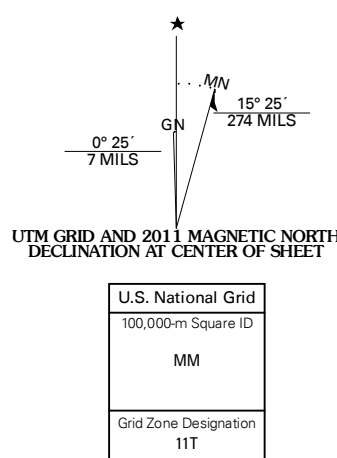 MN
GN
15° 25´
274 MILS
0° 25´
7 MILS
UTM GRID AND 2011 MAGNETIC NORTH
DECLINATION AT CENTER OF SHEET
U.S. National Grid
100,000-m Square ID
MM
Grid Zone Designation
11T